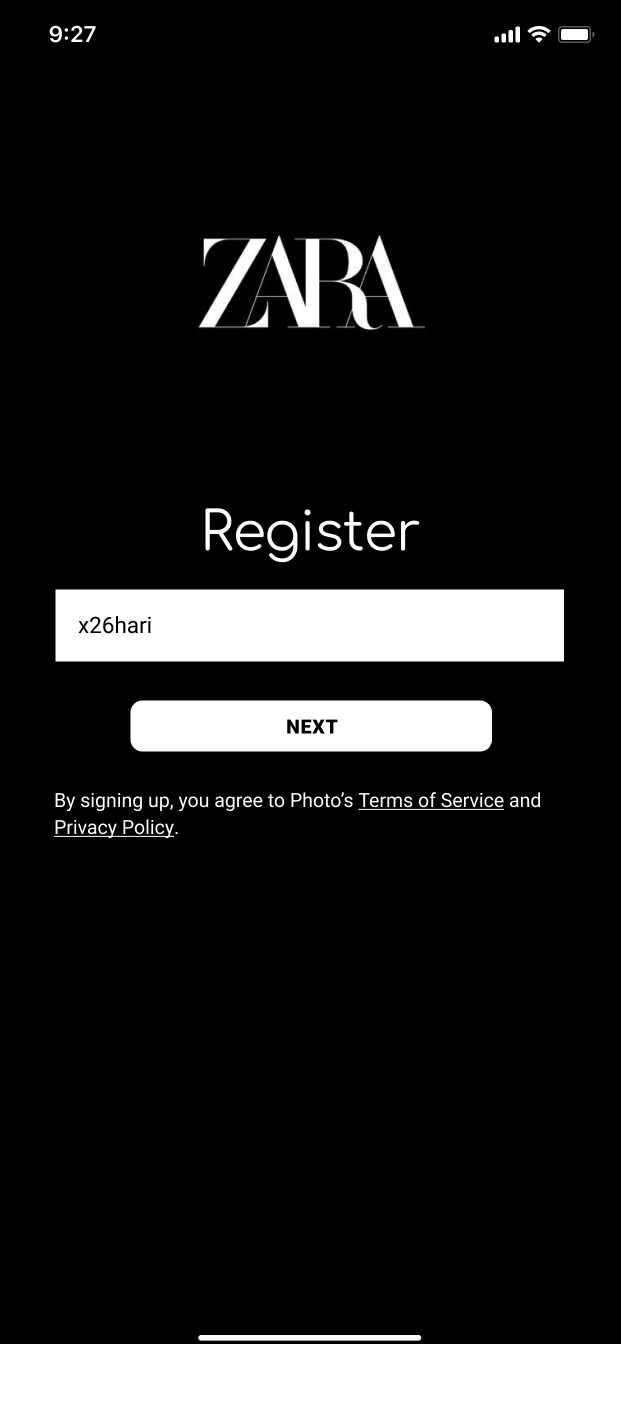 9:27
ZARA
Register
x26hari
NEXT
By signing up, you agree to Photo’s Terms of Service and
Privacy Policy.